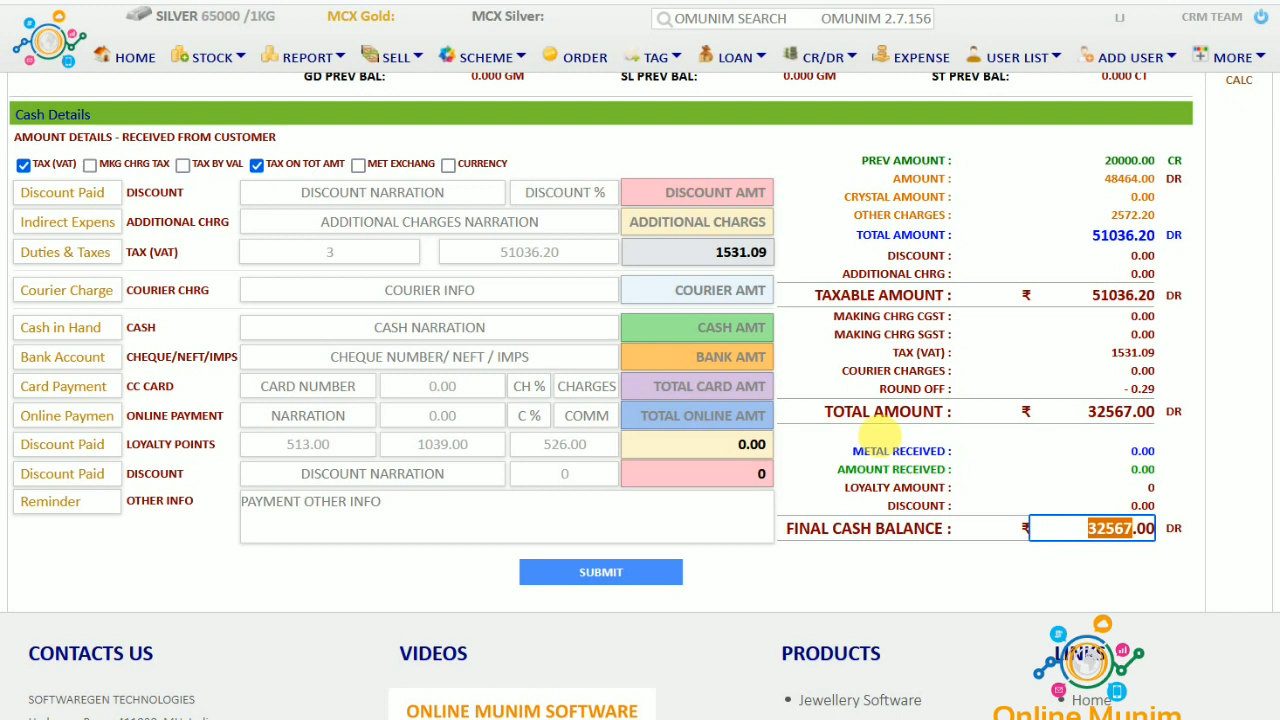 SILVER 65000 /1KG MCX Gold: MCX Silver: OMUNIM SEARCH OMUNIM 2.7.156 LJ CRM TEAM
HOME STOCK REPORT SELL SCHEME ORDER TAG LOAN CR/DR EXPENSE USER LIST ADD USER MORE
GD PREV BAL: 0.000 GM SL PREV BAL: 0.000 GM ST PREV BAL: 0.000 CT CALC
Cash Details
AMOUNT DETAILS - RECEIVED FROM CUSTOMER
TAX (VAT) MKG CHRG TAX TAX BY VAL TAX ON TOT AMT MET EXCHANG CURRENCY
Discount Paid DISCOUNT DISCOUNT NARRATION DISCOUNT % DISCOUNT AMT
Indirect Expens ADDITIONAL CHRG ADDITIONAL CHARGES NARRATION ADDITIONAL CHARGS
Duties & Taxes TAX (VAT) 3 51036.20 1531.09
Courier Charge COURIER CHRG COURIER INFO COURIER AMT
Cash in Hand CASH CASH NARRATION CASH AMT
Bank Account CHEQUE/NEFT/IMPS CHEQUE NUMBER/ NEFT / IMPS BANK AMT
Card Payment CC CARD CARD NUMBER 0.00 CH % CHARGES TOTAL CARD AMT
Online Paymen ONLINE PAYMENT NARRATION 0.00 C % COMM TOTAL ONLINE AMT
Discount Paid LOYALTY POINTS 513.00 1039.00 526.00 0.00
Discount Paid DISCOUNT DISCOUNT NARRATION 0 0
Reminder OTHER INFO PAYMENT OTHER INFO
PREV AMOUNT : 20000.00 CR
AMOUNT : 48464.00 DR
CRYSTAL AMOUNT : 0.00
OTHER CHARGES : 2572.20
TOTAL AMOUNT : 51036.20 DR
DISCOUNT : 0.00
ADDITIONAL CHRG : 0.00
TAXABLE AMOUNT : ₹ 51036.20 DR
MAKING CHRG CGST : 0.00
MAKING CHRG SGST : 0.00
TAX (VAT) : 1531.09
COURIER CHARGES : 0.00
ROUND OFF : - 0.29
TOTAL AMOUNT : ₹ 32567.00 DR
METAL RECEIVED : 0.00
AMOUNT RECEIVED : 0.00
LOYALTY AMOUNT : 0
DISCOUNT : 0.00
FINAL CASH BALANCE : ₹ 32567.00 DR
SUBMIT
CONTACTS US VIDEOS PRODUCTS LINKS
SOFTWAREGEN TECHNOLOGIES
ONLINE MUNIM SOFTWARE
Jewellery Software Home
Online Munim